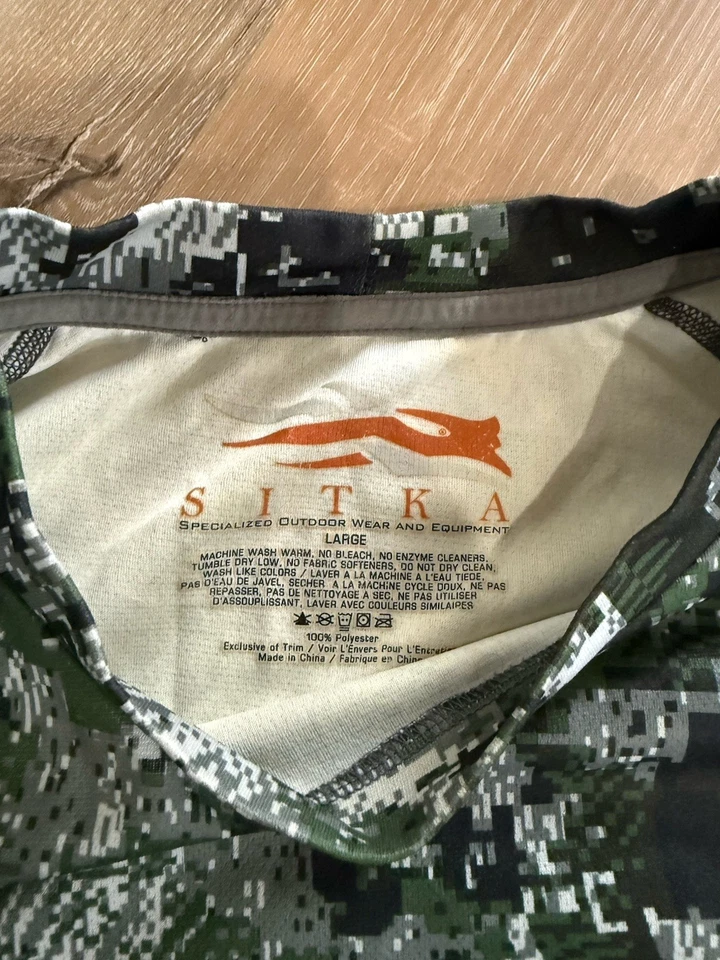 ®
SITKA
SPECIALIZED OUTDOOR WEAR AND EQUIPMENT
LARGE
MACHINE WASH WARM, NO BLEACH, NO ENZYME CLEANERS,
TUMBLE DRY LOW, NO FABRIC SOFTENERS, DO NOT DRY CLEAN,
WASH LIKE COLORS / LAVER A LA MACHINE A L'EAU TIEDE,
PAS D'EAU DE JAVEL, SECHER A LA MACHINE CYCLE DOUX, NE PAS
REPASSER, PAS DE NETTOYAGE A SEC, NE PAS UTILISER
D'ASSOUPLISSANT, LAVER AVEC COULEURS SIMILAIRES
100% Polyester
Exclusive of Trim / Voir L'Envers Pour L'Entretien
Made in China / Fabrique en Chine